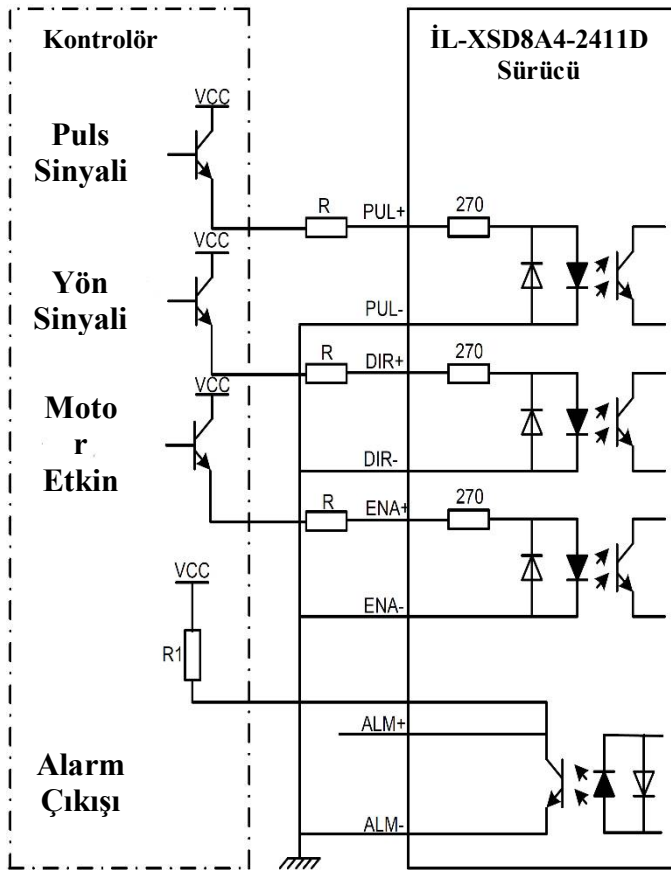 Kontrolör
İL-XSD8A4-2411D
Sürücü
VCC
Puls
Sinyali
R
PUL+
270
VCC
Yön
Sinyali
PUL-
R
DIR+
270
VCC
Moto
r
Etkin
DIR-
R
ENA+
270
VCC
ENA-
R1
ALM+
Alarm
Çıkışı
ALM-